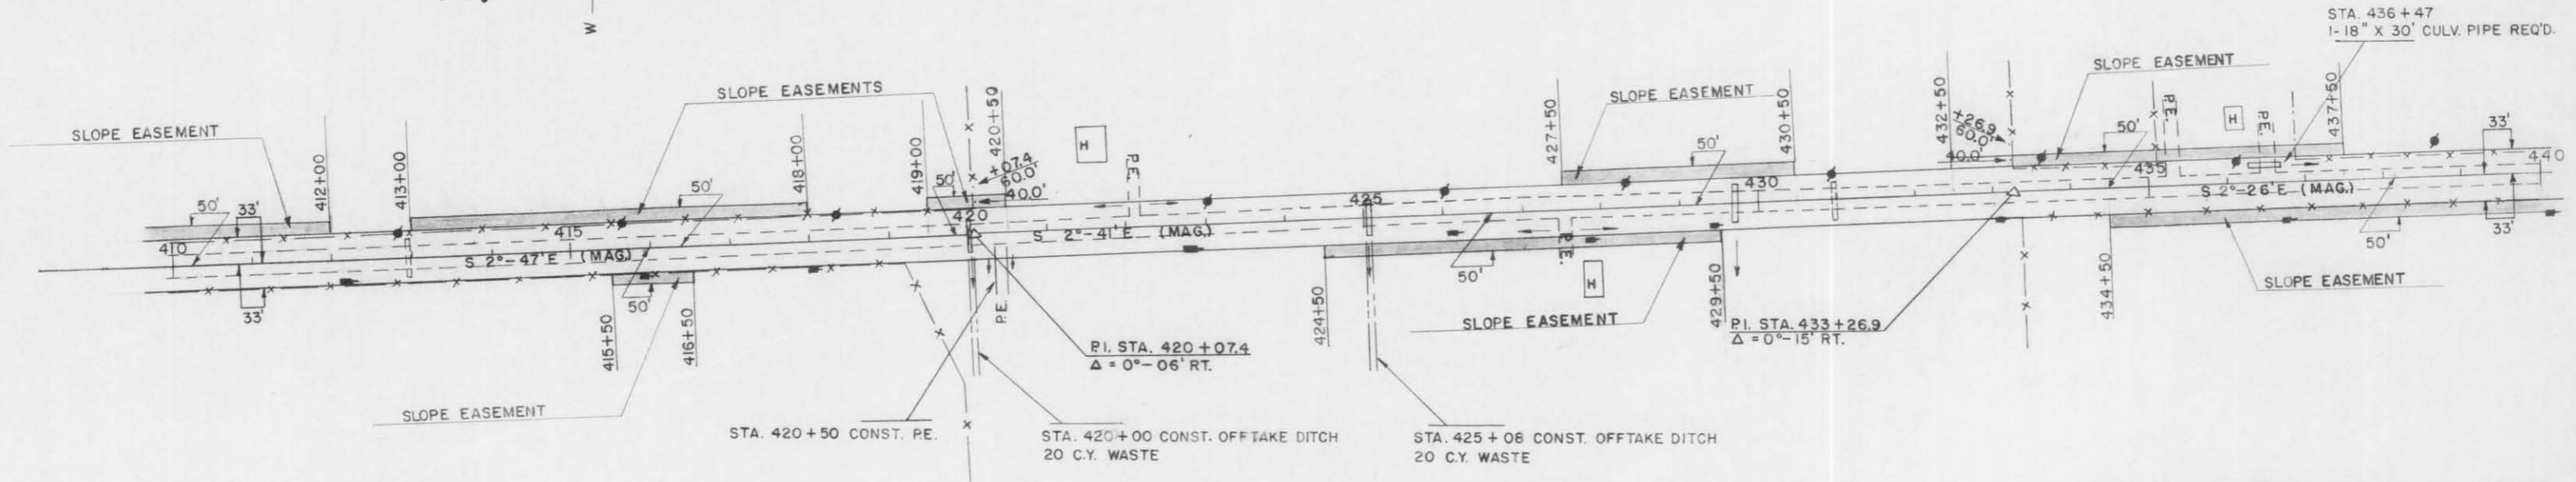 W
STA. 436 + 47
1-18" X 30' CULV. PIPE REQ'D.
SLOPE EASEMENT
SLOPE EASEMENTS
SLOPE EASEMENT
SLOPE EASEMENT
412+00
413+00
418+00
419+00
420+50
427+50
430+50
432+50
437+50
+07.4
60.0'
40.0'
+26.9
60.0'
40.0'
H
P.E.
H
P.E.
P.E.
50'
33'
50'
50'
50'
50'
33'
410
415
420
425
430
435
440
S 2°-47'E (MAG.)
S 2°-41'E (MAG.)
S 2°-26'E (MAG.)
33'
50'
P.E.
50'
P.E.
H
50'
33'
415+50
416+50
424+50
429+50
434+50
SLOPE EASEMENT
SLOPE EASEMENT
SLOPE EASEMENT
P.I. STA. 420 + 07.4
Δ = 0°-06' RT.
P.I. STA. 433+26.9
Δ = 0°-15' RT.
STA. 420+50 CONST. P.E.
STA. 420+00 CONST. OFFTAKE DITCH
20 C.Y. WASTE
STA. 425 + 08 CONST. OFFTAKE DITCH
20 C.Y. WASTE